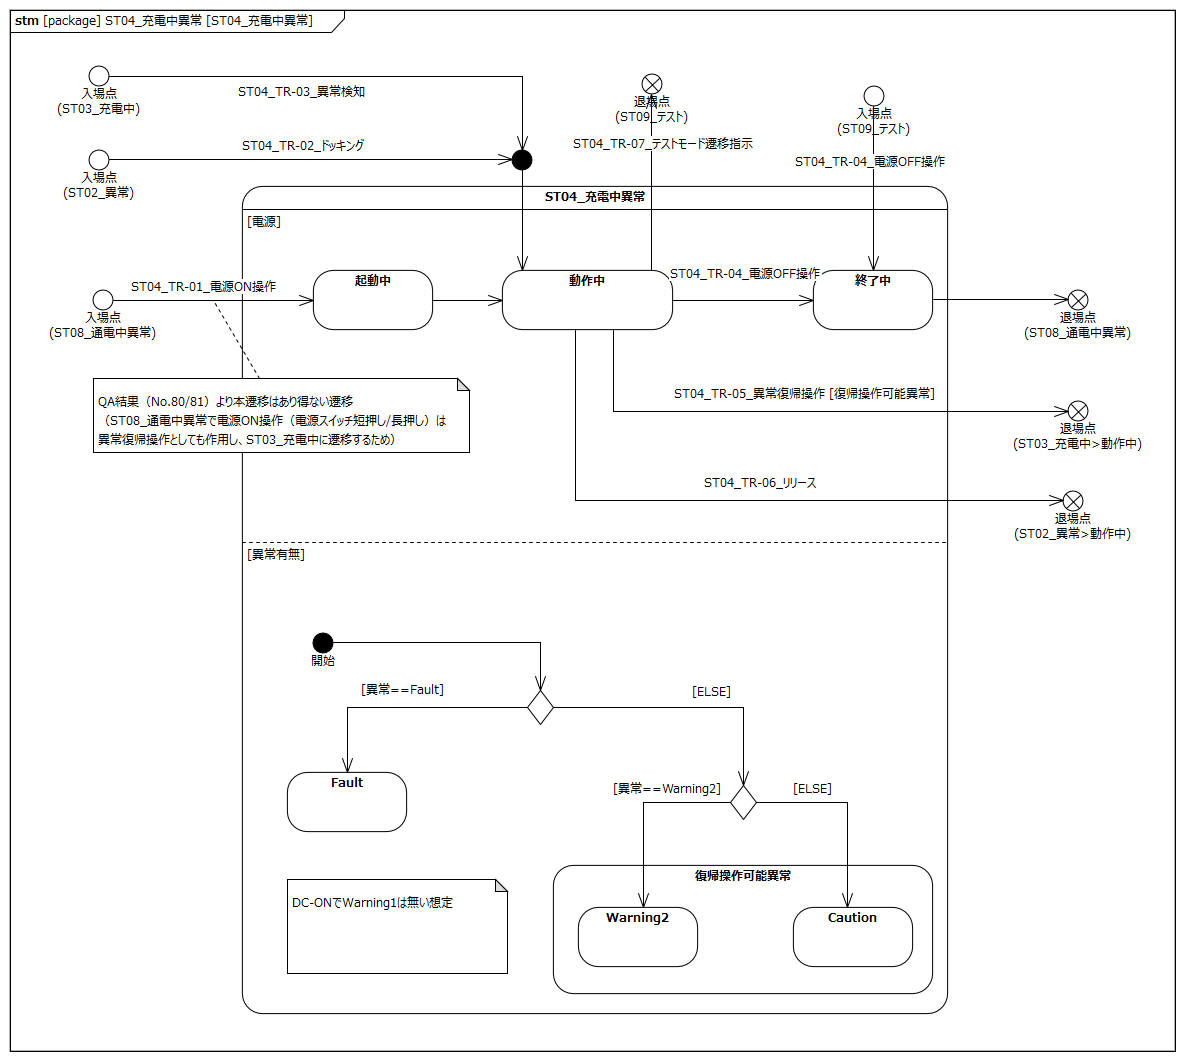 stm [package] ST04_充電中異常 [ST04_充電中異常]
入場点
(ST03_充電中)
ST04_TR-03_異常検知
退場点
(ST09_テスト)
入場点
(ST09_テスト)
ST04_TR-02_ドッキング
ST04_TR-07_テストモード遷移指示
ST04_TR-04_電源OFF操作
入場点
(ST02_異常)
ST04_充電中異常
[電源]
ST04_TR-01_電源ON操作
起動中
動作中
ST04_TR-04_電源OFF操作
終了中
入場点
(ST08_通電中異常)
退場点
(ST08_通電中異常)
QA結果（No.80/81）より本遷移はあり得ない遷移
（ST08_通電中異常で電源ON操作（電源スイッチ短押し/長押し）は
異常復帰操作としても作用し、ST03_充電中に遷移するため）
ST04_TR-05_異常復帰操作 [復帰操作可能異常]
退場点
(ST03_充電中>動作中)
ST04_TR-06_リリース
退場点
(ST02_異常>動作中)
[異常有無]
開始
[異常==Fault]
[ELSE]
Fault
[異常==Warning2]
[ELSE]
復帰操作可能異常
DC-ONでWarning1は無い想定
Warning2
Caution